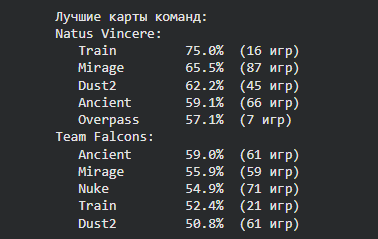 Лучшие карты команд:
Natus Vincere:
Train 75.0% (16 игр)
Mirage 65.5% (87 игр)
Dust2 62.2% (45 игр)
Ancient 59.1% (66 игр)
Overpass 57.1% (7 игр)
Team Falcons:
Ancient 59.0% (61 игр)
Mirage 55.9% (59 игр)
Nuke 54.9% (71 игр)
Train 52.4% (21 игр)
Dust2 50.8% (61 игр)